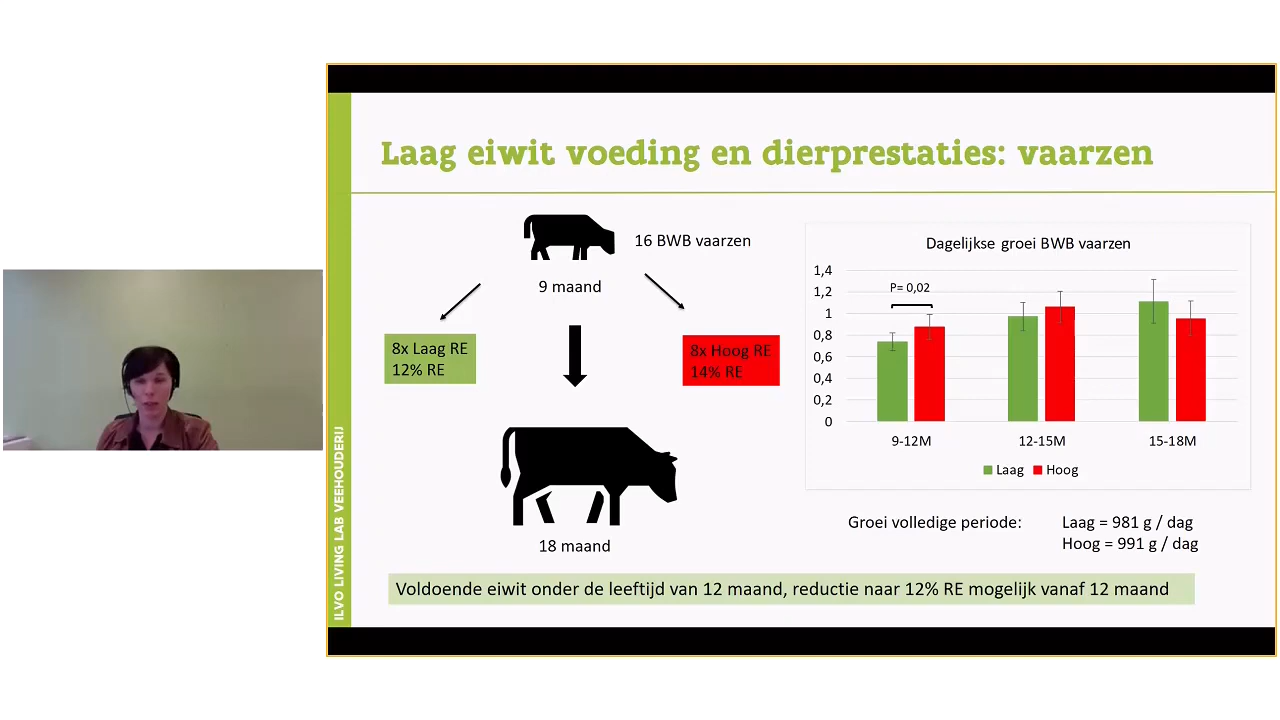 Laag eiwit voeding en dierprestaties: vaarzen
16 BWB vaarzen
9 maand
8x Laag RE
12% RE
8x Hoog RE
14% RE
18 maand
Dagelijkse groei BWB vaarzen
1,4
1,2
1
0,8
0,6
0,4
0,2
0
P= 0,02
9-12M
12-15M
15-18M
Laag
Hoog
Groei volledige periode:
Laag = 981 g / dag
Hoog = 991 g / dag
Voldoende eiwit onder de leeftijd van 12 maand, reductie naar 12% RE mogelijk vanaf 12 maand
ILVO LIVING LAB VEEHOUDERIJ